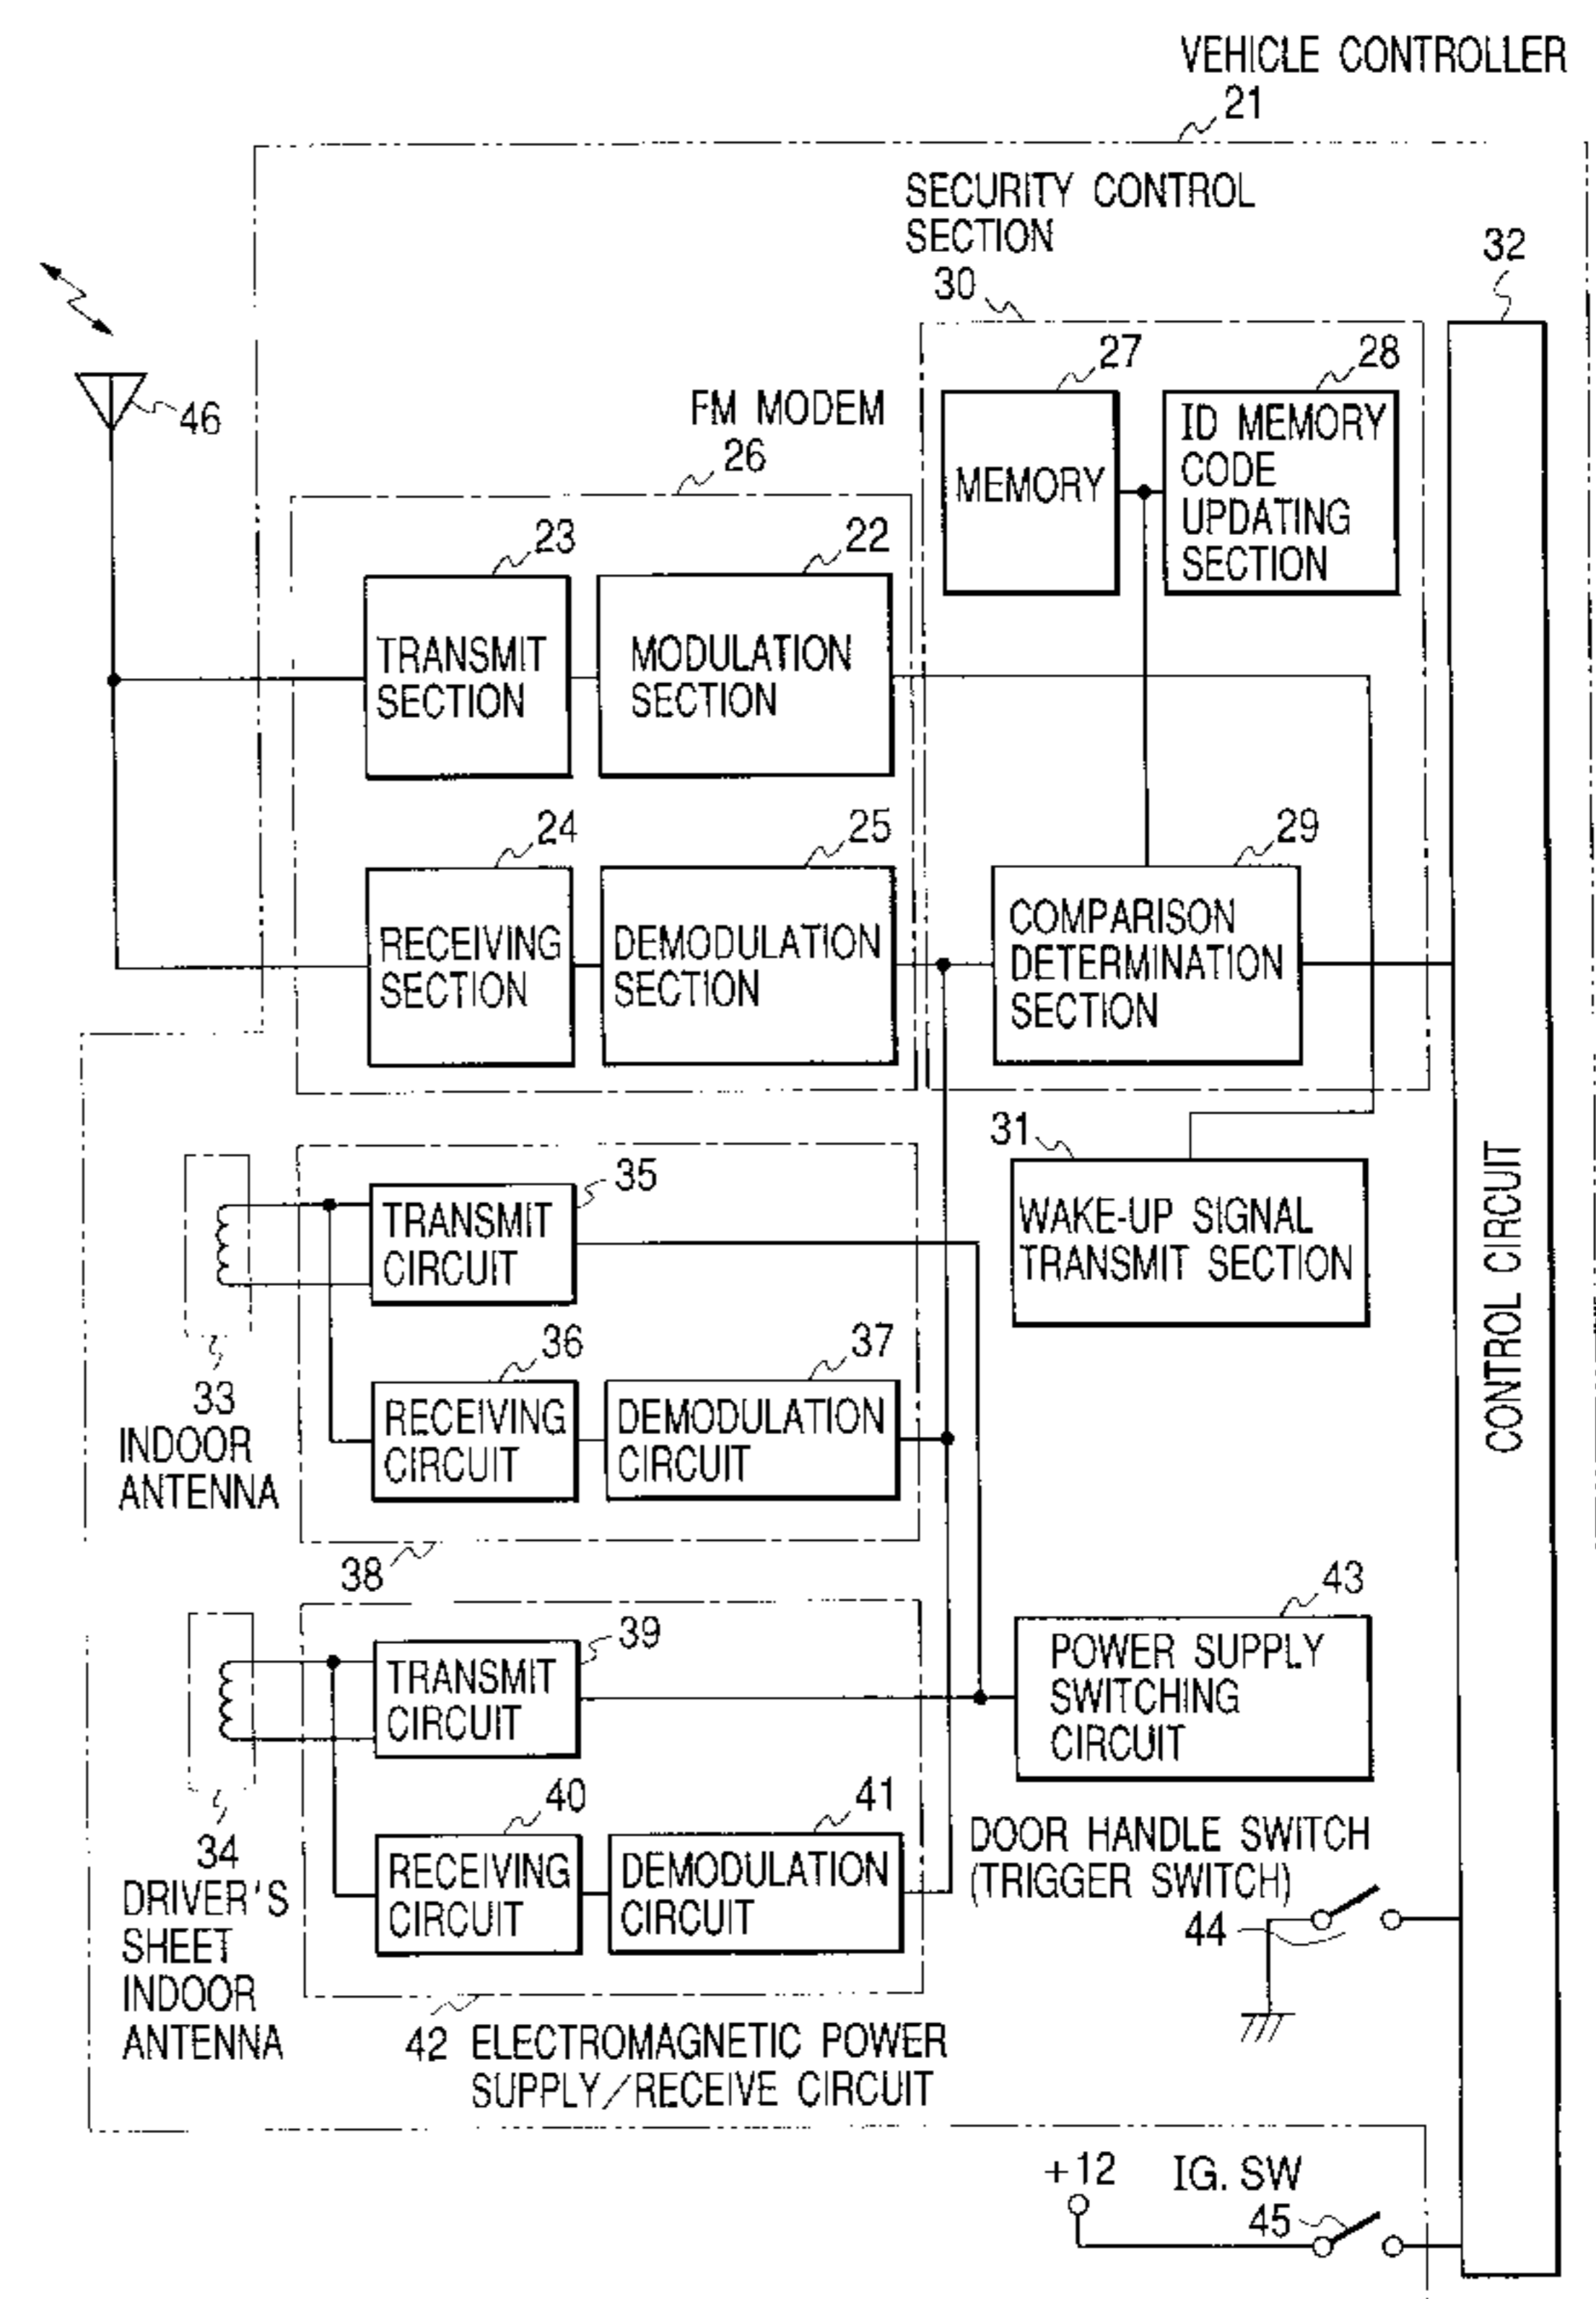 VEHICLE CONTROLLER
21
SECURITY CONTROL
SECTION
30
32
27
28
46
FM MODEM
26
MEMORY
ID MEMORY
CODE
UPDATING
SECTION
23
22
TRANSMIT
SECTION
MODULATION
SECTION
24
25
29
RECEIVING
SECTION
DEMODULATION
SECTION
COMPARISON
DETERMINATION
SECTION
31
35
TRANSMIT
CIRCUIT
WAKE-UP SIGNAL
TRANSMIT SECTION
CONTROL CIRCUIT
33
INDOOR
ANTENNA
36
37
RECEIVING
CIRCUIT
DEMODULATION
CIRCUIT
38
39
43
TRANSMIT
CIRCUIT
POWER SUPPLY
SWITCHING
CIRCUIT
34
DRIVER'S
SHEET
INDOOR
ANTENNA
40
41
RECEIVING
CIRCUIT
DEMODULATION
CIRCUIT
DOOR HANDLE SWITCH
(TRIGGER SWITCH)
44
42 ELECTROMAGNETIC POWER
SUPPLY/RECEIVE CIRCUIT
+12
IG. SW
45